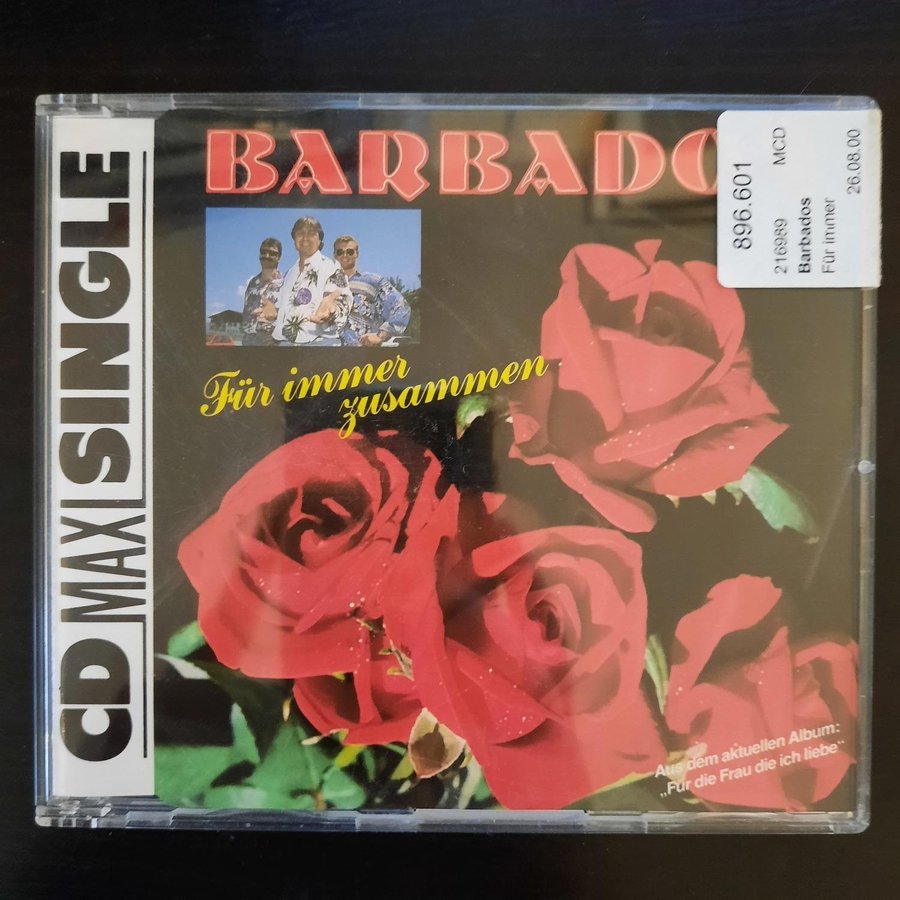 CD MAXI SINGLE
BARBADO
Für immer
zusammen
896.601
216989 MCD
Barbados
Für immer 26.08.00
Aus dem aktuellen Album:
„Für die Frau die ich liebe“